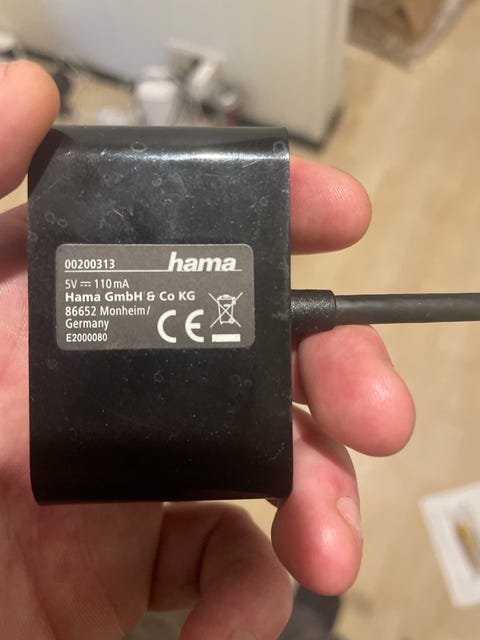 00200313 hama
5V ⎓ 110mA
Hama GmbH & Co KG
86652 Monheim/
Germany
E2000080
CE